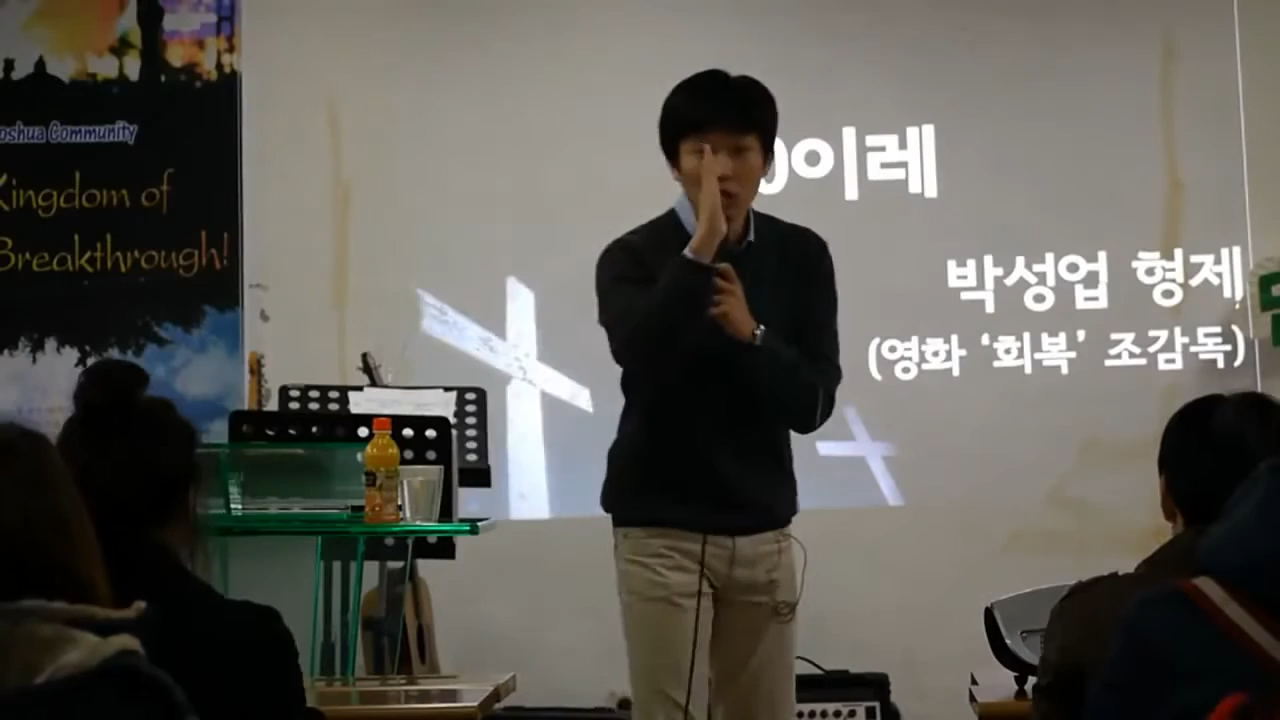 oshua Community
Kingdom of
Breakthrough!
0이레
박성업 형제
(영화 ‘회복’ 조감독)